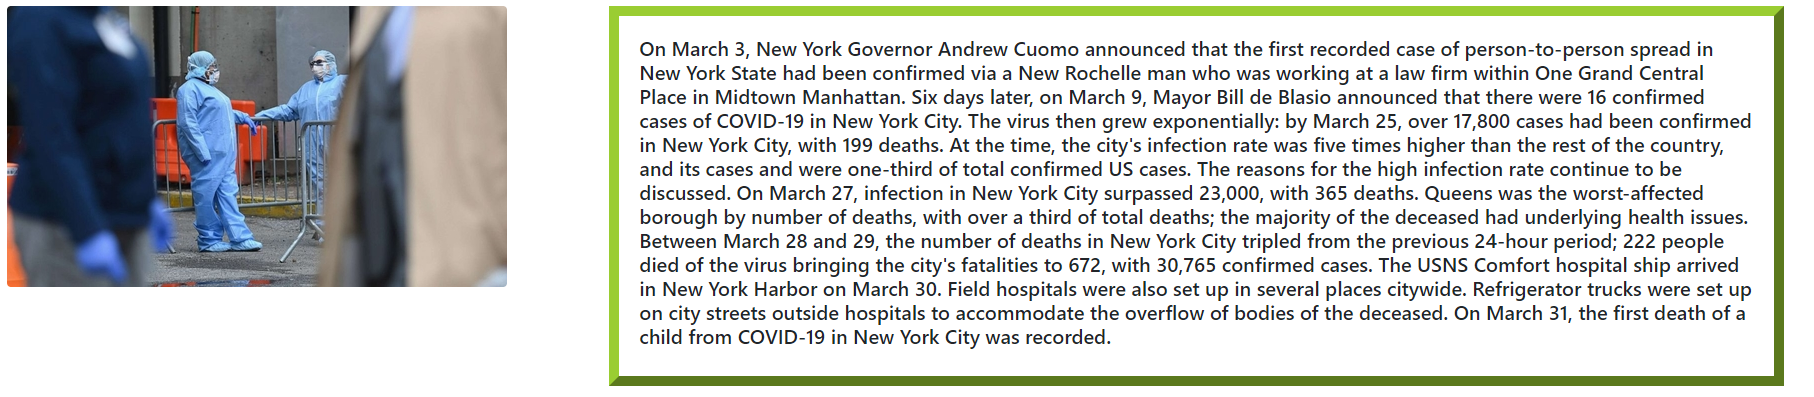 On March 3, New York Governor Andrew Cuomo announced that the first recorded case of person-to-person spread in
New York State had been confirmed via a New Rochelle man who was working at a law firm within One Grand Central
Place in Midtown Manhattan. Six days later, on March 9, Mayor Bill de Blasio announced that there were 16 confirmed
cases of COVID-19 in New York City. The virus then grew exponentially: by March 25, over 17,800 cases had been confirmed
in New York City, with 199 deaths. At the time, the city's infection rate was five times higher than the rest of the country,
and its cases and were one-third of total confirmed US cases. The reasons for the high infection rate continue to be
discussed. On March 27, infection in New York City surpassed 23,000, with 365 deaths. Queens was the worst-affected
borough by number of deaths, with over a third of total deaths; the majority of the deceased had underlying health issues.
Between March 28 and 29, the number of deaths in New York City tripled from the previous 24-hour period; 222 people
died of the virus bringing the city's fatalities to 672, with 30,765 confirmed cases. The USNS Comfort hospital ship arrived
in New York Harbor on March 30. Field hospitals were also set up in several places citywide. Refrigerator trucks were set up
on city streets outside hospitals to accommodate the overflow of bodies of the deceased. On March 31, the first death of a
child from COVID-19 in New York City was recorded.